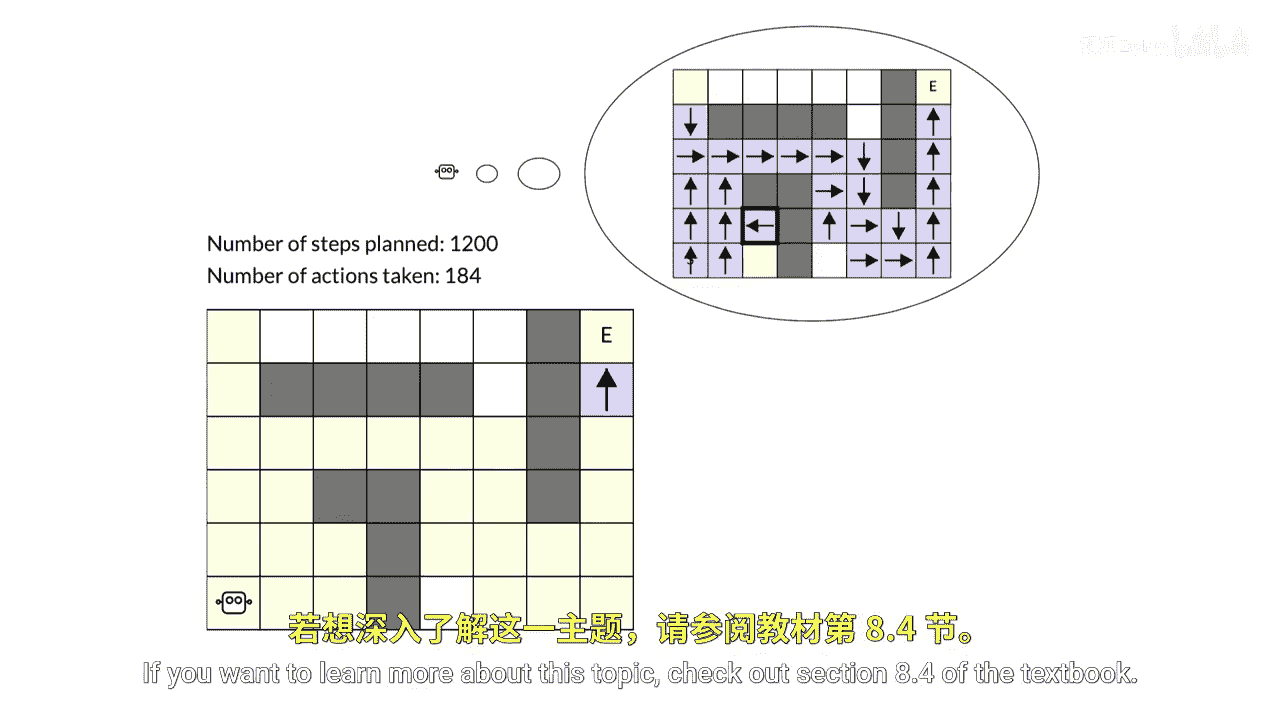 E
Number of steps planned: 1200
Number of actions taken: 184
E
若想深入了解这一主题，请参阅教材第 8.4 节。
If you want to learn more about this topic, check out section 8.4 of the textbook.